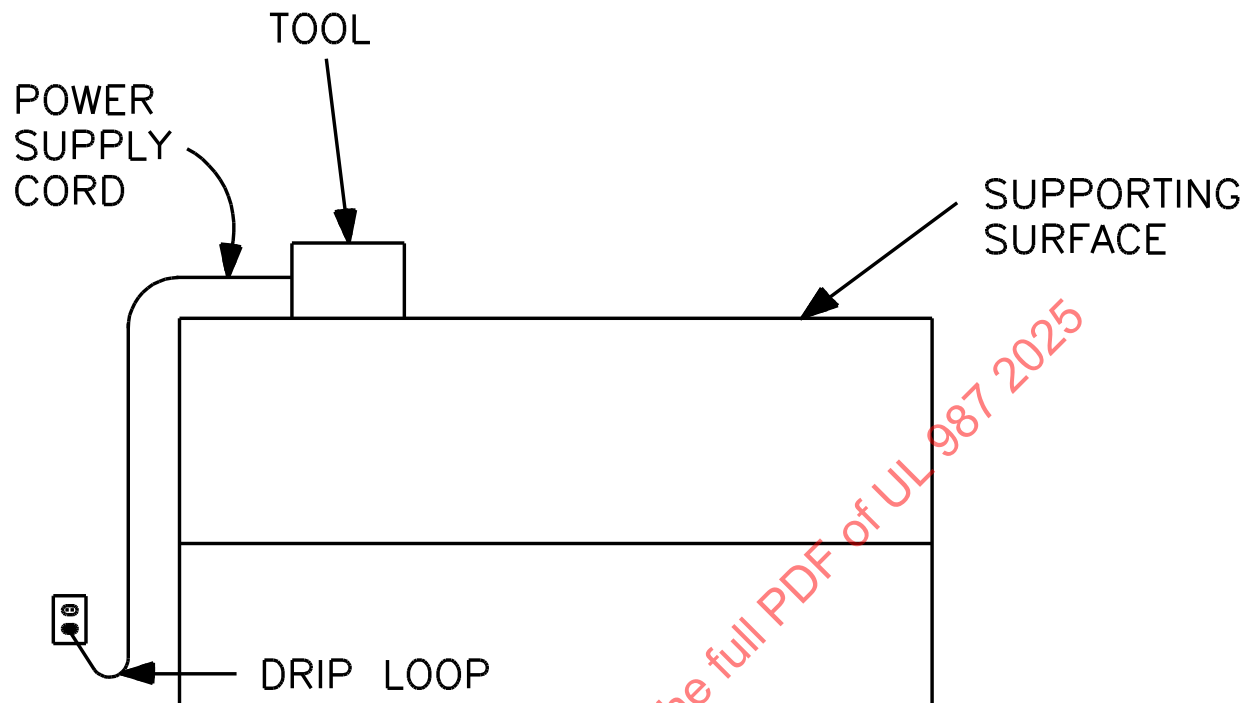 TOOL
POWER
SUPPLY
CORD
SUPPORTING
SURFACE
full PDF of UL 987 2025
DRIP LOOP